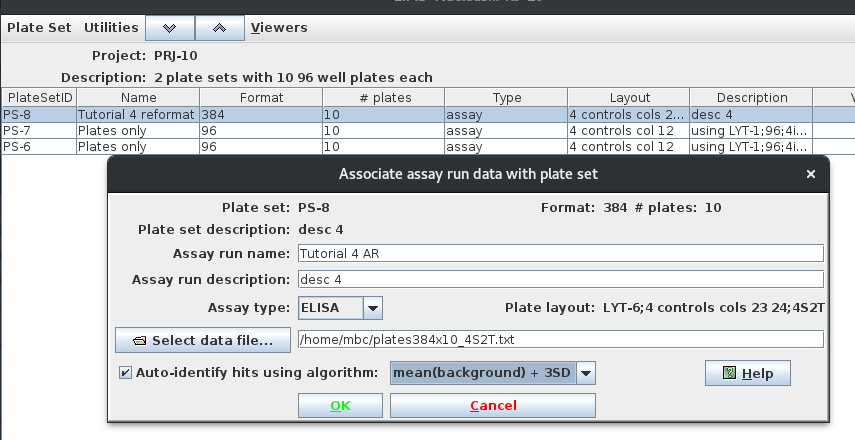 Plate Set Utilities Viewers
Project: PRJ-10
Description: 2 plate sets with 10 96 well plates each
PlateSetID Name Format # plates Type Layout Description
PS-8 Tutorial 4 reformat 384 10 assay 4 controls cols 2... desc 4
PS-7 Plates only 96 10 assay 4 controls col 12 using LYT-1;96;4i...
PS-6 Plates only 96 10 assay 4 controls col 12 using LYT-1;96;4i...
Associate assay run data with plate set ×
Plate set: PS-8 Format: 384 # plates: 10
Plate set description: desc 4
Assay run name: Tutorial 4 AR
Assay run description: desc 4
Assay type: ELISA Plate layout: LYT-6;4 controls cols 23 24;4S2T
Select data file... /home/mbc/plates384x10_4S2T.txt
Auto-identify hits using algorithm: mean(background) + 3SD Help
OK Cancel